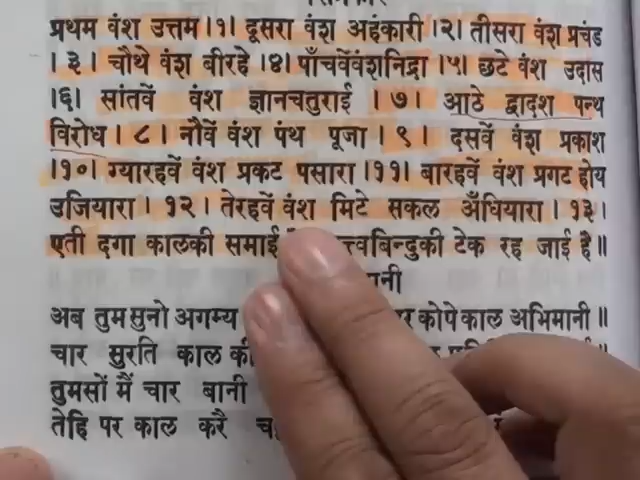 प्रथम वंश उत्तम।१। दूसरा वंश अहंकारी।२। तीसरा वंश प्रचंड
।३। चौथे वंश बीरहे।४। पाँचवेंवंशनिद्रा।५। छटे वंश उदास
।६। सांतवें वंश ज्ञानचतुराई ।७। आठे द्वादश पन्थ
विरोध।८। नौवें वंश पंथ पूजा।९। दसवें वंश प्रकाश
।१०। ग्यारहवें वंश प्रकट पसारा।११। बारहवें वंश प्रगट होय
उजियारा। १२। तेरहवें वंश मिटे सकल अँधियारा। १३।
एती दगा कालकी समाई त्त्वबिन्दुकी टेक रह जाई है॥
नी
अब तुम सुनो अगम्य र कोपे काल अभिमानी॥
चार सुरति काल की
तुमसों मैं चार बानी
तेहि पर काल करै